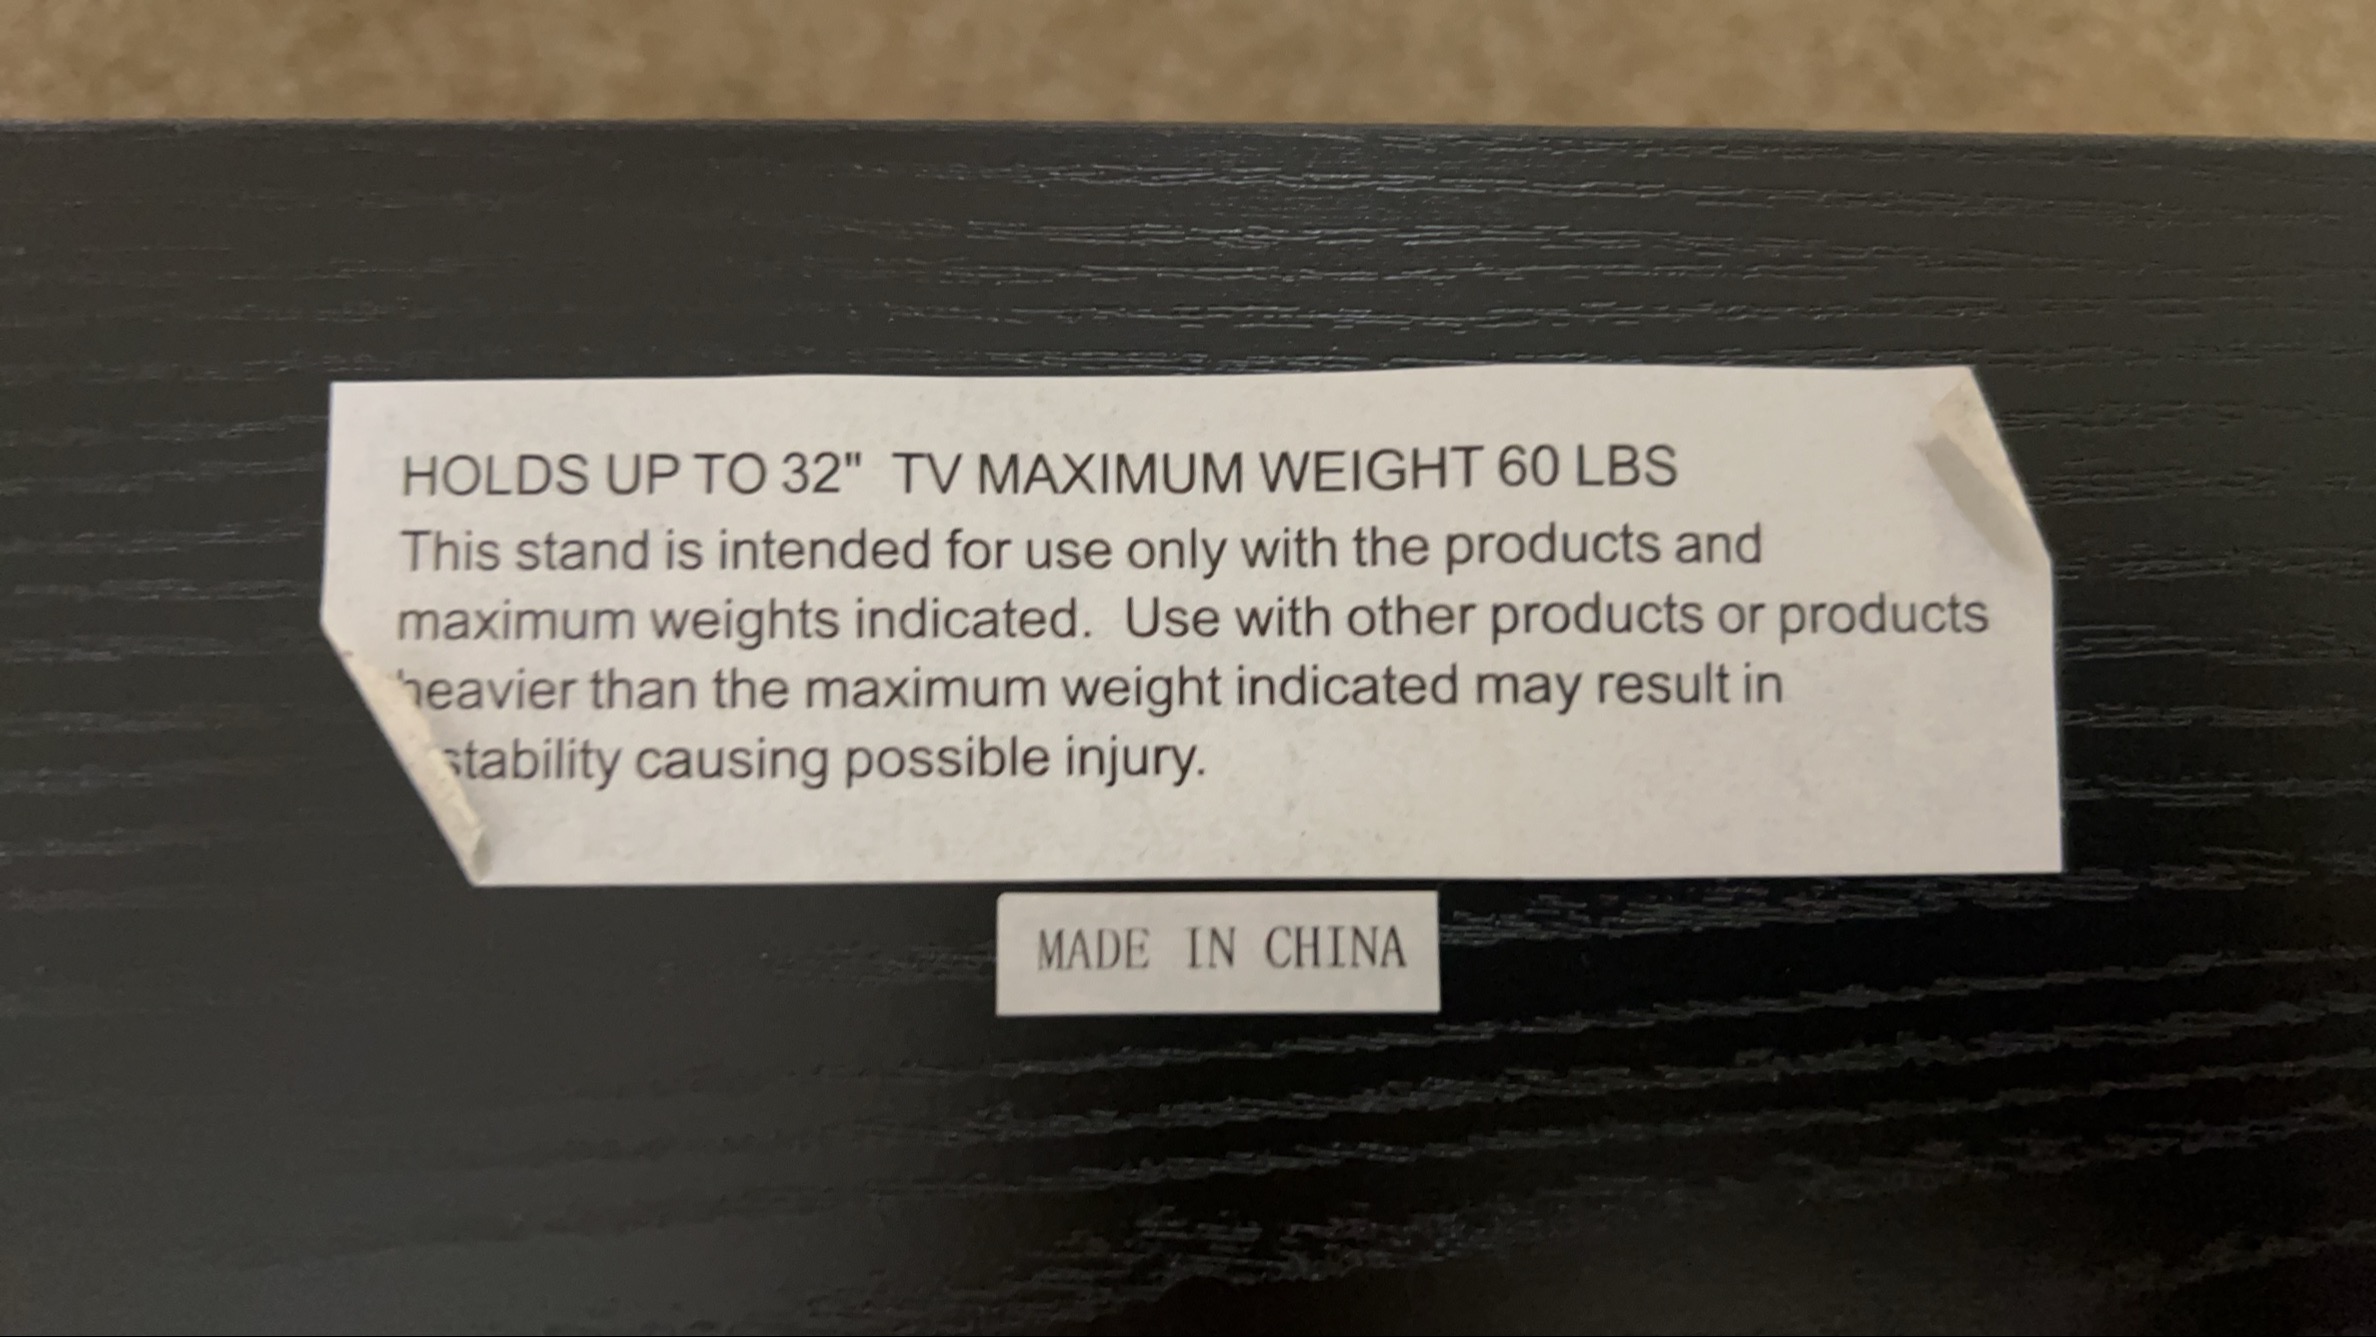 HOLDS UP TO 32" TV MAXIMUM WEIGHT 60 LBS
This stand is intended for use only with the products and
maximum weights indicated. Use with other products or products
heavier than the maximum weight indicated may result in
stability causing possible injury.
MADE IN CHINA